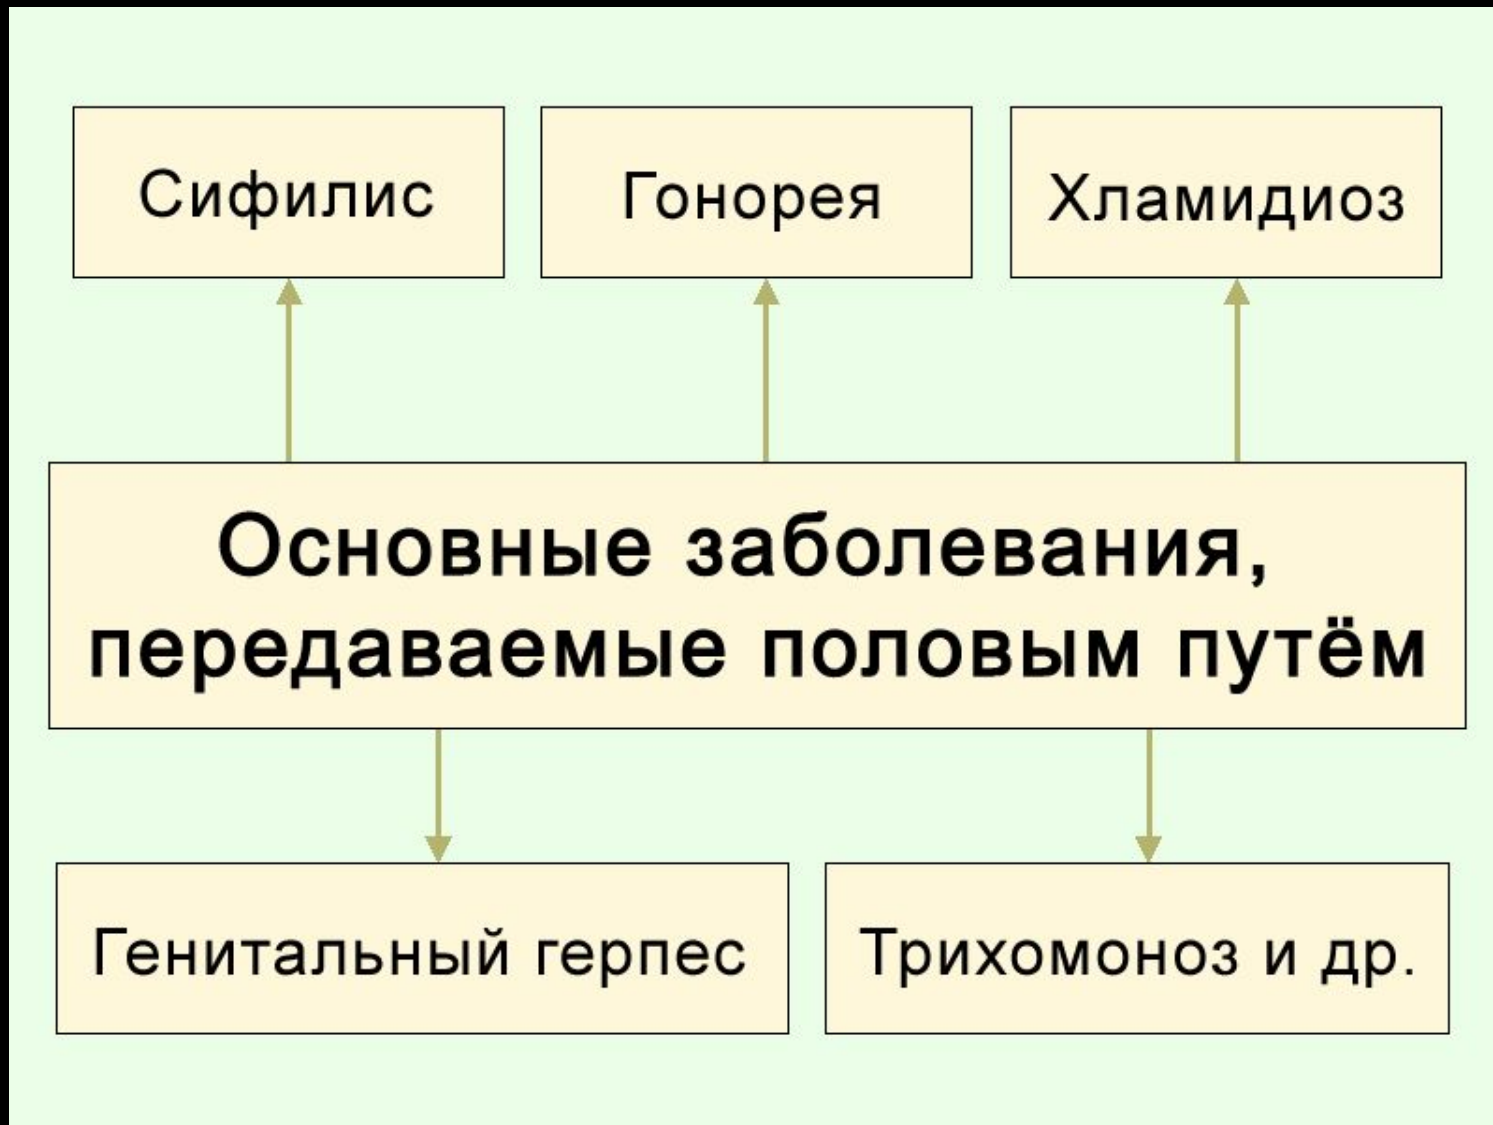 Сифилис
Гонорея
Хламидиоз
Основные заболевания,
передаваемые половым путём
Генитальный герпес
Трихомоноз и др.